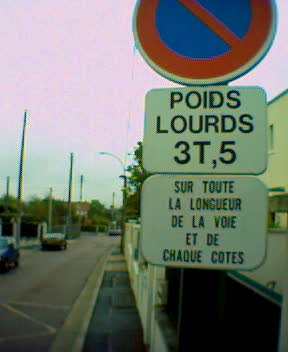 POIDS
LOURDS
3T,5
SUR TOUTE
LA LONGUEUR
DE LA VOIE
ET DE
CHAQUE COTES